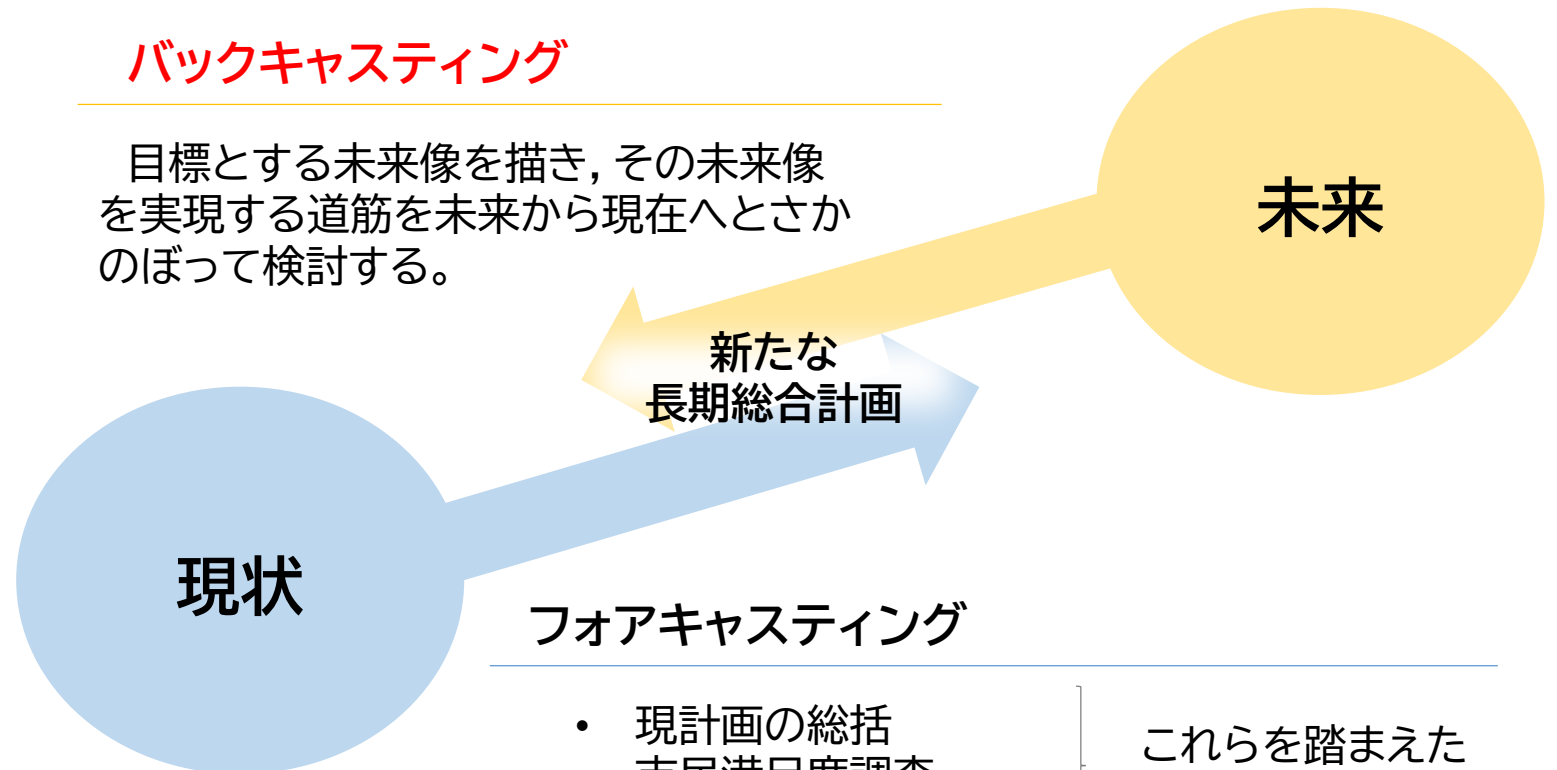 バックキャスティング
目標とする未来像を描き，その未来像
を実現する道筋を未来から現在へとさか
のぼって検討する。
未来
新たな
長期総合計画
現状
フォアキャスティング
• 現計画の総括
これらを踏まえた